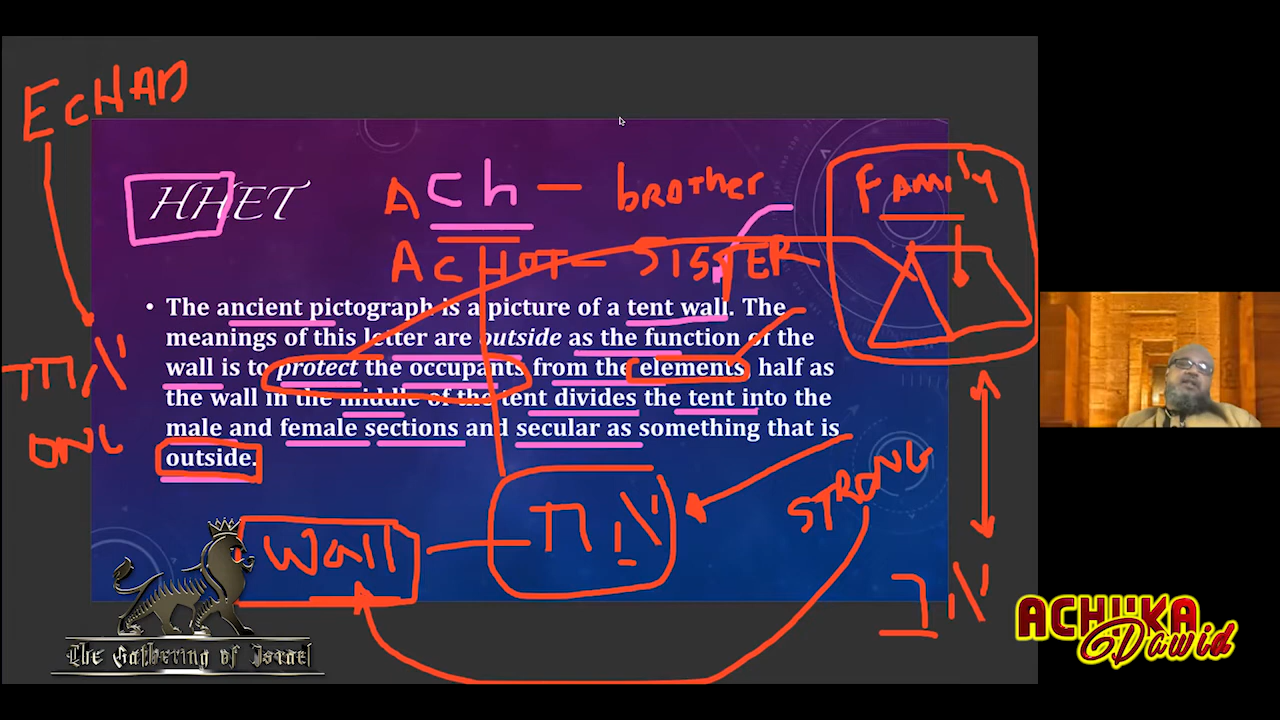 ECHAD
HHET
ACh — brother
ACHOT — SISTER
FAMIly
• The ancient pictograph is a picture of a tent wall. The
meanings of this letter are outside as the function of the
wall is to protect the occupants from the elements, half as
the wall in the middle of the tent divides the tent into the
male and female sections and secular as something that is
outside.
ONE
STRONG
Wall
אח
The Gathering of Israel
ACHUKA
Dawid